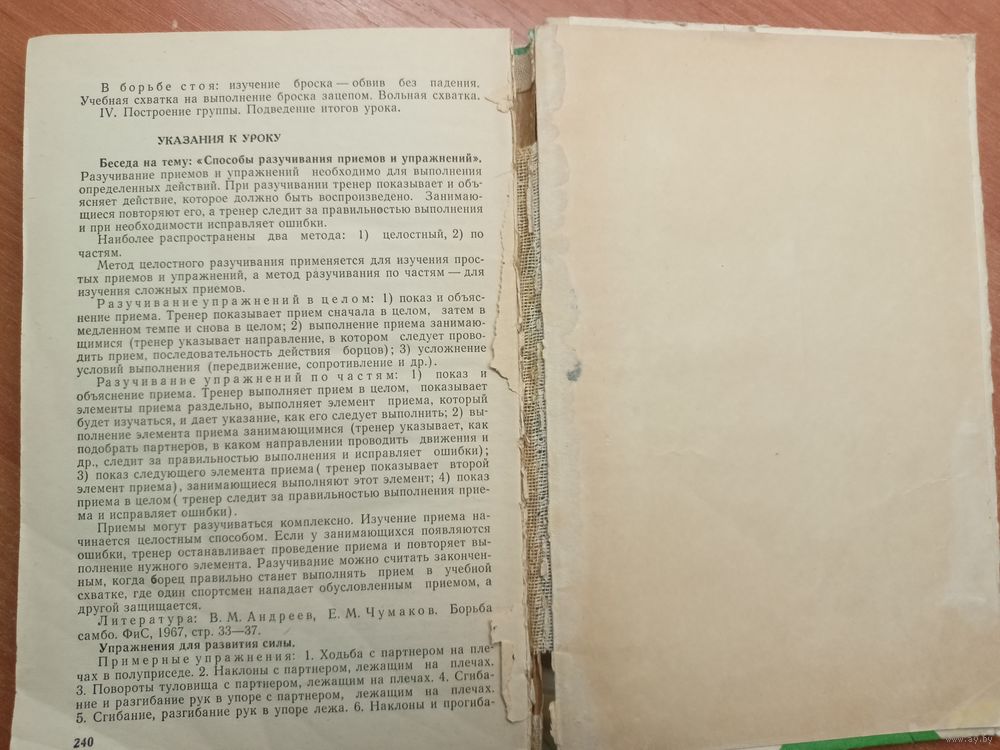 В борьбе стоя: изучение броска — обвив без падения.
Учебная схватка на выполнение броска зацепом. Вольная схватка.
IV. Построение группы. Подведение итогов урока.
УКАЗАНИЯ К УРОКУ
Беседа на тему: «Способы разучивания приемов и упражнений».
Разучивание приемов и упражнений необходимо для выполнения
определенных действий. При разучивании тренер показывает и объ-
ясняет действие, которое должно быть воспроизведено. Занимаю-
щиеся повторяют его, а тренер следит за правильностью выполнения
и при необходимости исправляет ошибки.
Наиболее распространены два метода: 1) целостный, 2) по
частям.
Метод целостного разучивания применяется для изучения прос-
тых приемов и упражнений, а метод разучивания по частям — для
изучения сложных приемов.
Разучивание упражнений в целом: 1) показ и объяс-
нение приема. Тренер показывает прием сначала в целом, затем в
медленном темпе и снова в целом; 2) выполнение приема занимаю-
щимися (тренер указывает направление, в котором следует прово-
дить прием, последовательность действия борцов); 3) усложнение
условий выполнения (передвижение, сопротивление и др.).
Разучивание упражнений по частям: 1) показ и
объяснение приема. Тренер выполняет прием в целом, показывает
элементы приема раздельно, выполняет элемент приема, который
будет изучаться, и дает указание, как его следует выполнить; 2) вы-
полнение элемента приема занимающимися (тренер указывает, как
подобрать партнеров, в каком направлении проводить движения и
др., следит за правильностью выполнения и исправляет ошибки);
3) показ следующего элемента приема( тренер показывает второй
элемент приема), занимающиеся выполняют этот элемент; 4) показ
приема в целом( тренер следит за правильностью выполнения прие-
ма и исправляет ошибки).
Приемы могут разучиваться комплексно. Изучение приема на-
чинается целостным способом. Если у занимающихся появляются
ошибки, тренер останавливает проведение приема и повторяет вы-
полнение нужного элемента. Разучивание можно считать закончен-
ным, когда борец правильно станет выполнять прием в учебной
схватке, где один спортсмен нападает обусловленным приемом, а
другой защищается.
Литература: В. М. Андреев, Е. М. Чумаков. Борьба
самбо. ФиС, 1967, стр. 33—37.
Упражнения для развития силы.
Примерные упражнения: 1. Ходьба с партнером на пле-
чах в полуприседе. 2. Наклоны с партнером, лежащим на плечах.
3. Повороты туловища с партнером, лежащим на плечах. 4. Сгиба-
ние и разгибание рук в упоре с партнером, лежащим на плечах.
5. Сгибание, разгибание рук в упоре лежа. 6. Наклоны и прогиба-
240
www.ay.by